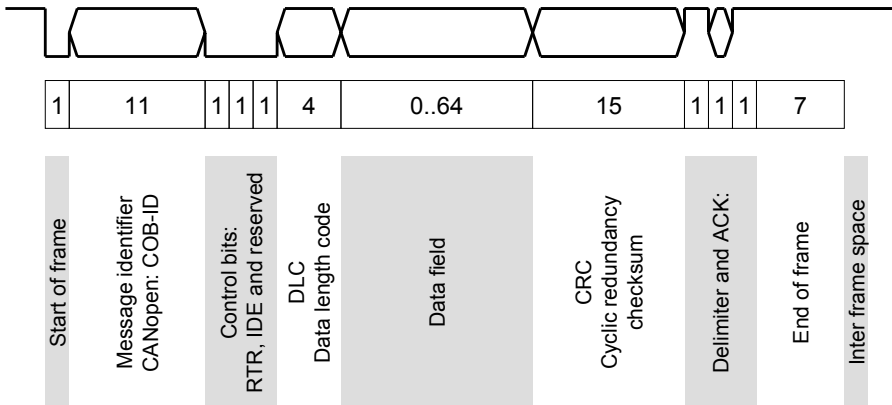 1 11 1 1 1 4 0..64 15 1 1 1 7
Start of frame
Message identifier
CANopen: COB-ID
Control bits:
RTR, IDE and reserved
DLC
Data length code
Data field
CRC
Cyclic redundancy
checksum
Delimiter and ACK:
End of frame
Inter frame space